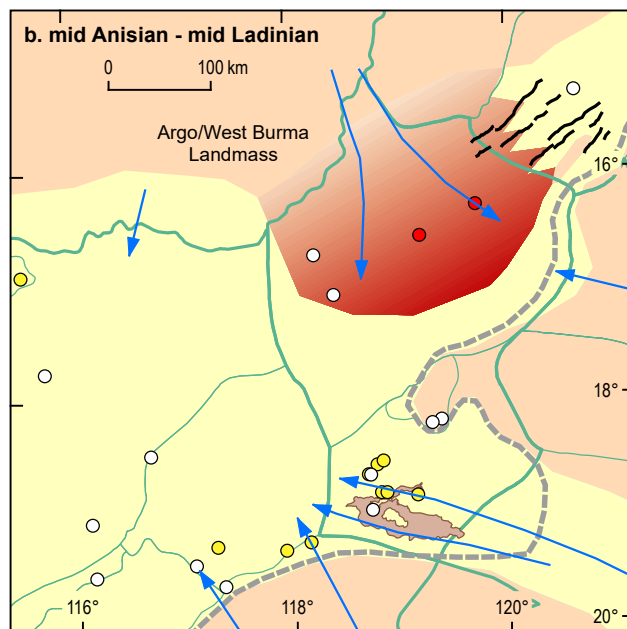 b. mid Anisian - mid Ladinian
0 100 km
Argo/West Burma
Landmass
16°
18°
116° 118° 120° 20°